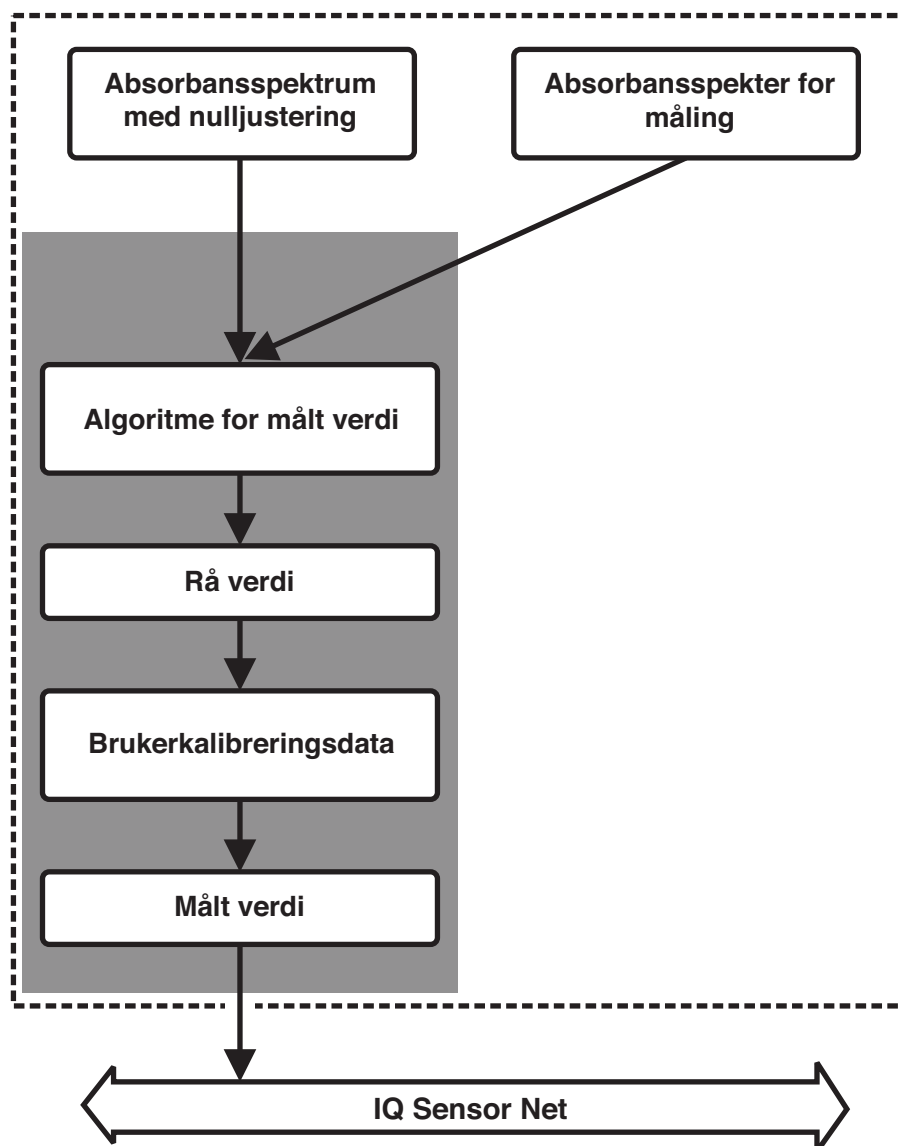 Absorbansspektrum
med nulljustering
Absorbansspekter for
måling
Algoritme for målt verdi
Rå verdi
Brukerkalibreringsdata
Målt verdi
IQ Sensor Net